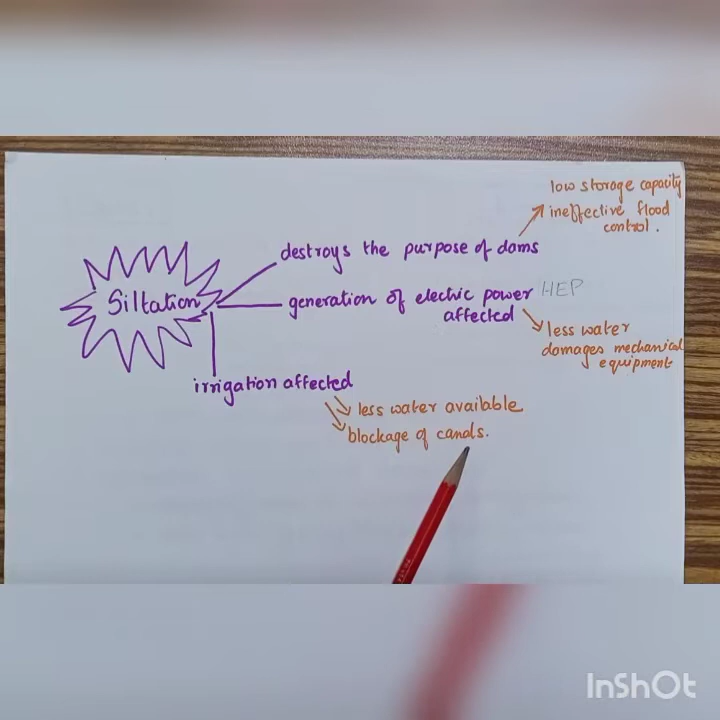 low storage capacity
ineffective flood
control.
destroys the purpose of dams
Siltation
generation of electric power HEP
affected
less water
damages mechanical
equipment
irrigation affected
less water available
blockage of canals.
InShOt